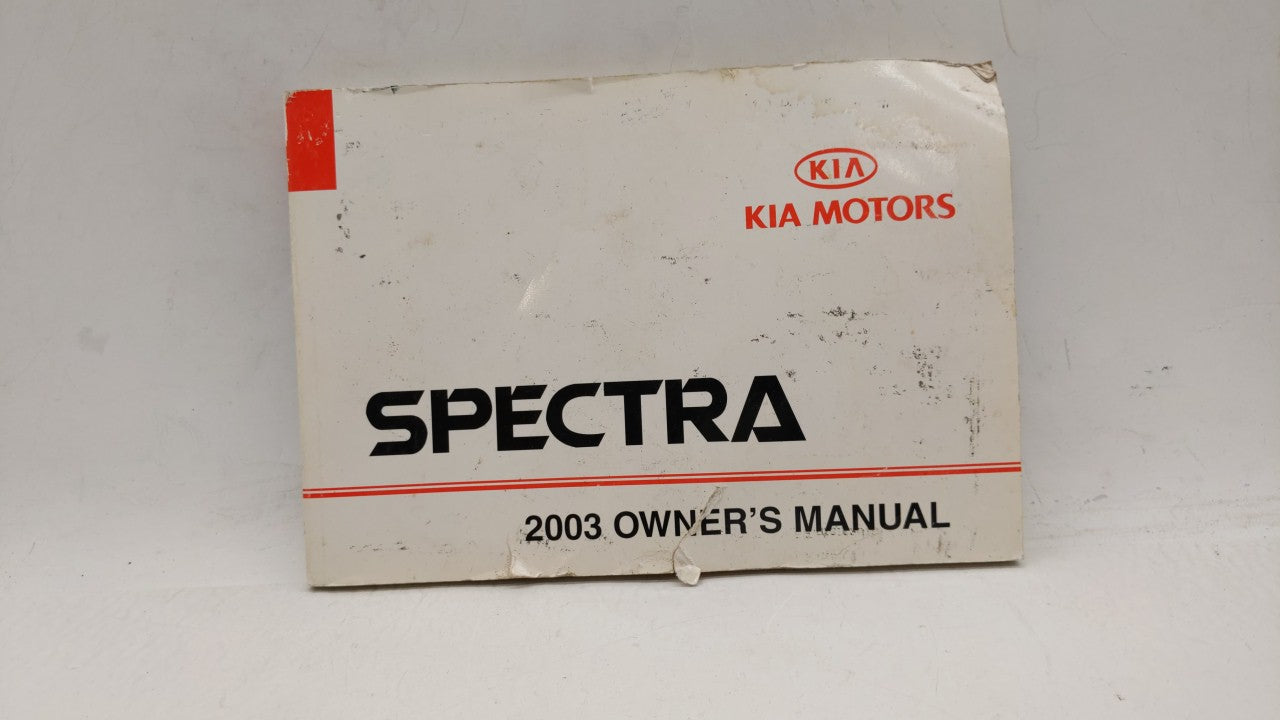 KIA
KIA MOTORS
SPECTRA
2003 OWNER'S MANUAL